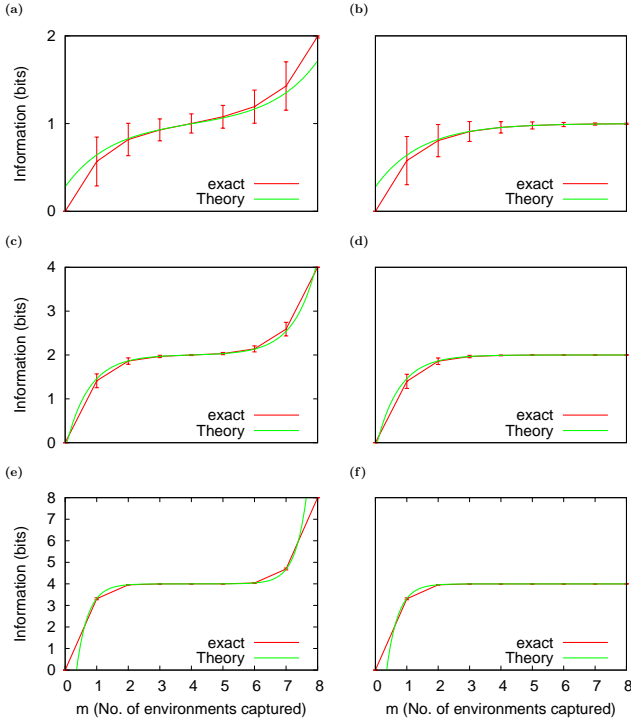 (a)
(b)
2
1
0
Information (bits)
exact
Theory
exact
Theory
(c)
(d)
4
3
2
1
0
Information (bits)
exact
Theory
exact
Theory
(e)
(f)
8
7
6
5
4
3
2
1
0
Information (bits)
exact
Theory
exact
Theory
0 1 2 3 4 5 6 7 8
0 1 2 3 4 5 6 7 8
m (No. of environments captured)
m (No. of environments captured)